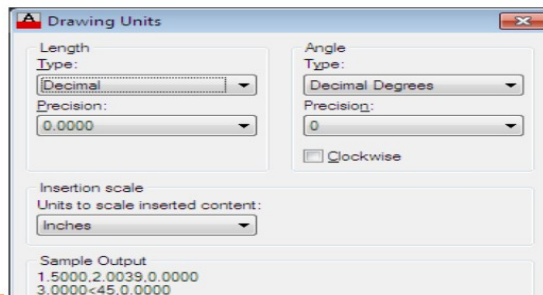 Drawing Units
Length
Type:
Decimal
Precision:
0.0000
Angle
Type:
Decimal Degrees
Precision:
0
Clockwise
Insertion scale
Units to scale inserted content:
Inches
Sample Output
1.5000,2.0039,0.0000
3.0000<45,0.0000